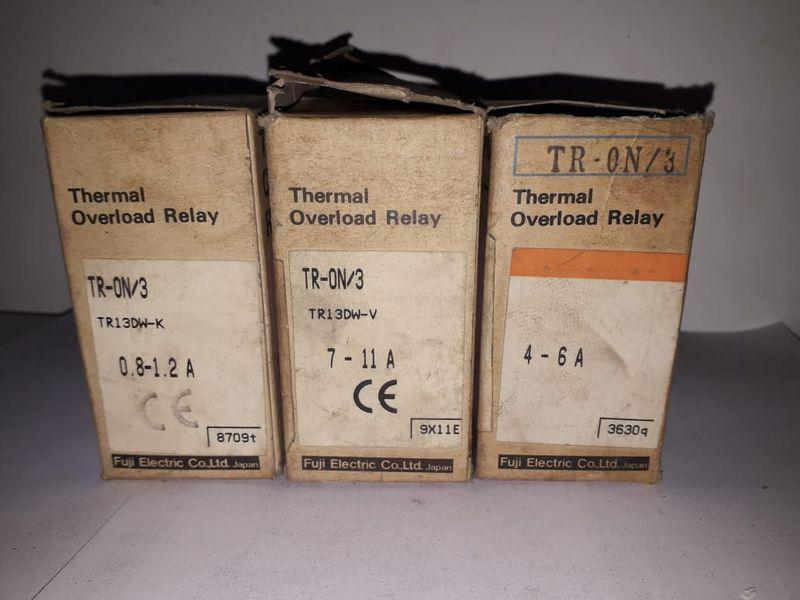 Thermal
Overload Relay
TR-0N/3
TR13DW-K
0.8-1.2 A
CE
8709t
Fuji Electric Co., Ltd. Japan
Thermal
Overload Relay
TR-0N/3
TR13DW-V
7 - 11 A
CE
9X11E
Fuji Electric Co., Ltd. Japan
TR-0N/3
Thermal
Overload Relay
4 - 6 A
3630q
Fuji Electric Co., Ltd. Japan